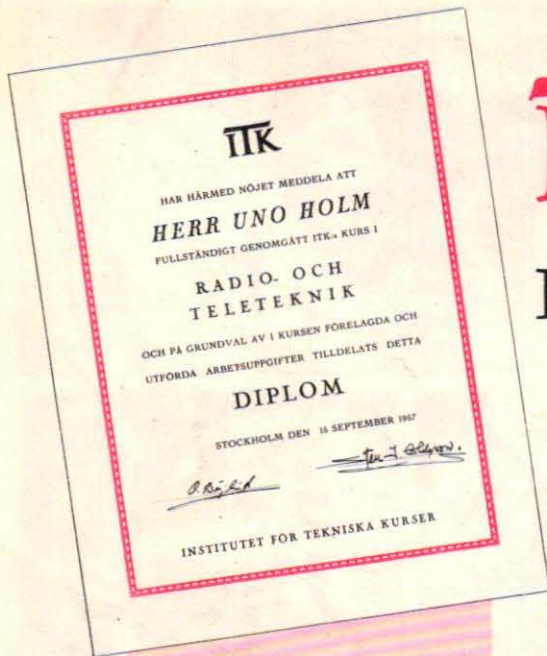 ITK
HAR HÄRMED NÖJET MEDDELA ATT
HERR UNO HOLM
FULLSTÄNDIGT GENOMGÅTT ITK:s KURS I
RADIO- OCH
TELETEKNIK
OCH PÅ GRUNDVAL AV I KURSEN FÖRELAGDA OCH
UTFÖRDA ARBETSUPPGIFTER TILLDELATS DETTA
DIPLOM
STOCKHOLM DEN 15 SEPTEMBER 1957
INSTITUTET FÖR TEKNISKA KURSER